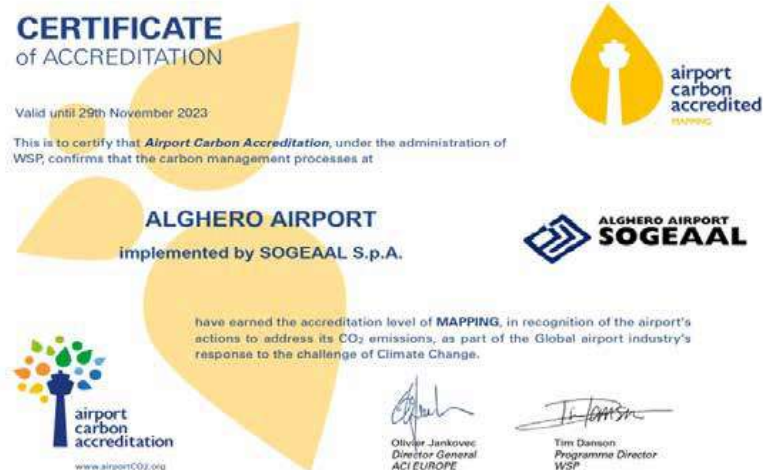 CERTIFICATE
of ACCREDITATION
airport
carbon
accredited
MAPPING
Valid until 29th November 2023
This is to certify that Airport Carbon Accreditation, under the administration of
WSP, confirms that the carbon management processes at
ALGHERO AIRPORT
implemented by SOGEAAL S.p.A.
ALGHERO AIRPORT
SOGEAAL
have earned the accreditation level of MAPPING, in recognition of the airport's
actions to address its CO₂ emissions, as part of the Global airport industry's
response to the challenge of Climate Change.
airport
carbon
accreditation
www.airportCO2.org
Olivier Jankovec
Director General
ACI EUROPE
Tim Danson
Programme Director
WSP